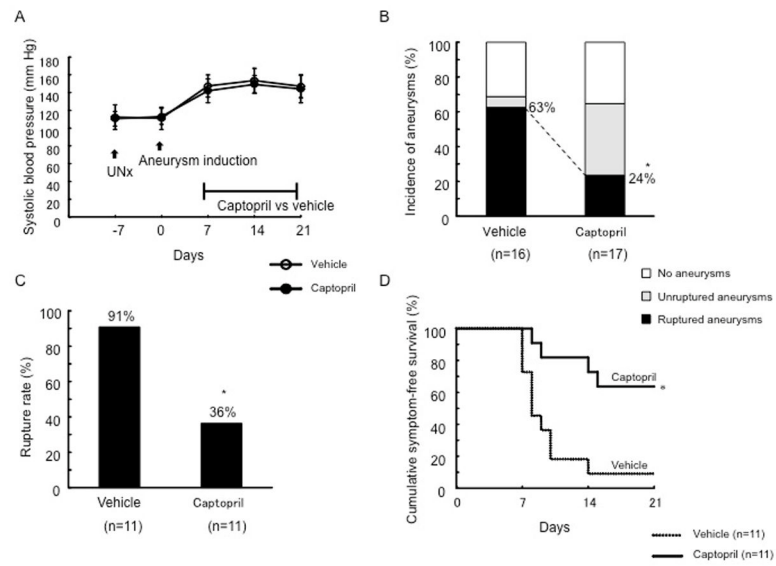 A
Systolic blood pressure (mm Hg)
180
160
140
120
100
80
60
40
20
0
UNx
Aneurysm induction
Captopril vs vehicle
-7 0 7 14 21
Days
Vehicle
Captopril
B
Incidence of aneurysms (%)
100
80
60
40
20
0
63%
*
24%
Vehicle Captopril
(n=16) (n=17)
No aneurysms
Unruptured aneurysms
Ruptured aneurysms
C
Rupture rate (%)
100
80
60
40
20
0
91%
*
36%
Vehicle Captopril
(n=11) (n=11)
D
Cumulative symptom-free survival (%)
100
80
60
40
20
0
Captopril
*
Vehicle
0 7 14 21
Days
Vehicle (n=11)
Captopril (n=11)